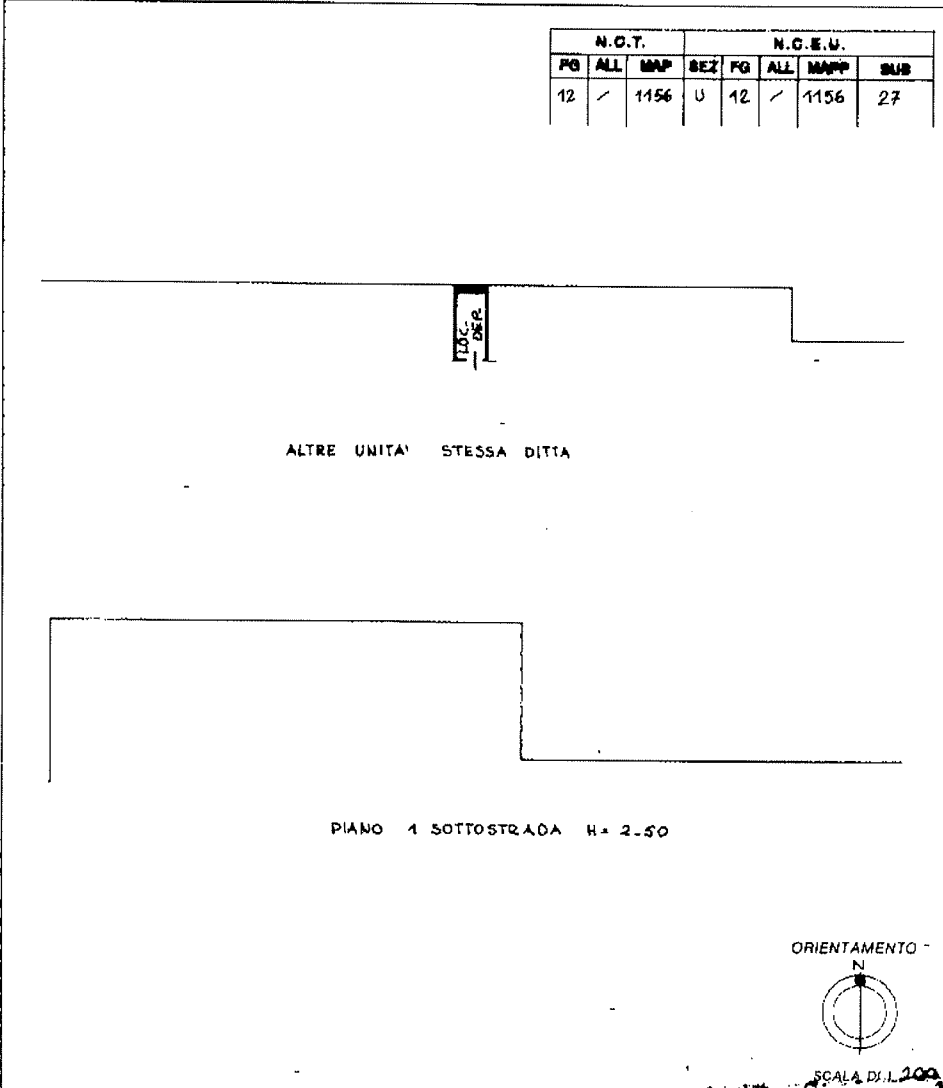 N.C.T. N.C.E.U.
FG ALL MAP SEZ FG ALL MAPP SUB
12 / 1156 U 12 / 1156 27
LOC.
DEP.
ALTRE UNITA' STESSA DITTA
PIANO 1 SOTTOSTRADA H= 2.50
ORIENTAMENTO
N
SCALA DI 1: 200